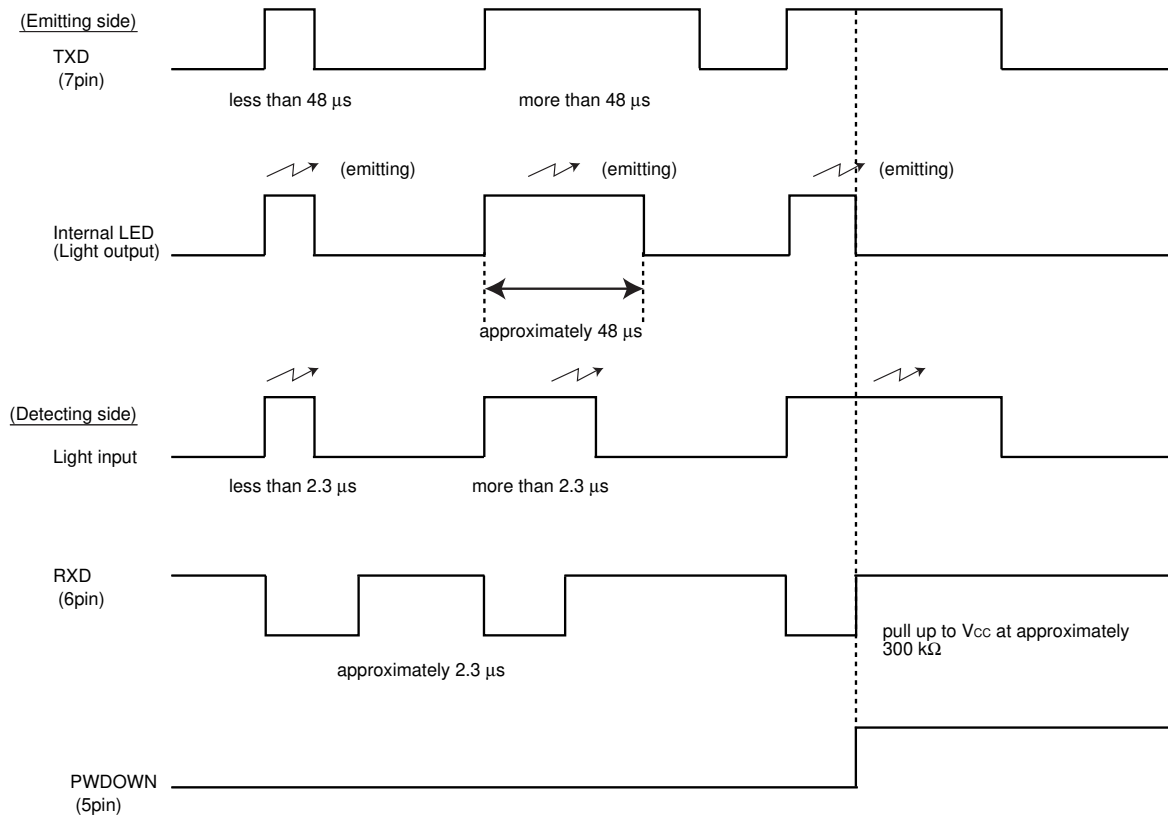 (Emitting side)
TXD
(7pin)
less than 48 μs
more than 48 μs
(emitting)
(emitting)
(emitting)
Internal LED
(Light output)
approximately 48 μs
(Detecting side)
Light input
less than 2.3 μs
more than 2.3 μs
RXD
(6pin)
approximately 2.3 μs
pull up to VCC at approximately
300 kΩ
PWDOWN
(5pin)